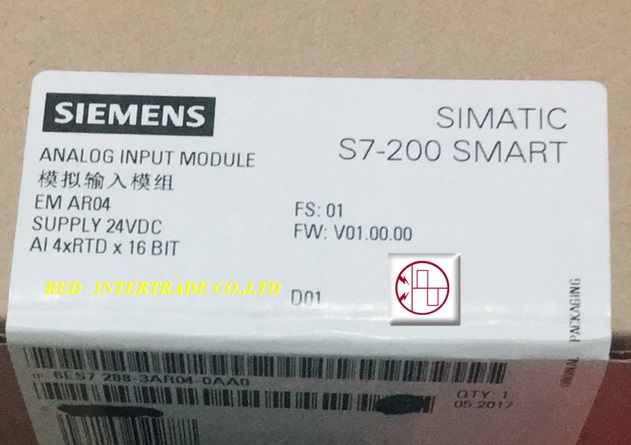 SIEMENS
SIMATIC
S7-200 SMART
ANALOG INPUT MODULE
模拟输入模组
EM AR04
SUPPLY 24VDC
AI 4xRTD x 16 BIT
FS: 01
FW: V01.00.00
RED INTERTRADE CO.,LTD
D01
ORIGINAL PACKAGING
1P 6ES7 288-3AR04-0AA0
QTY: 1
05.2017